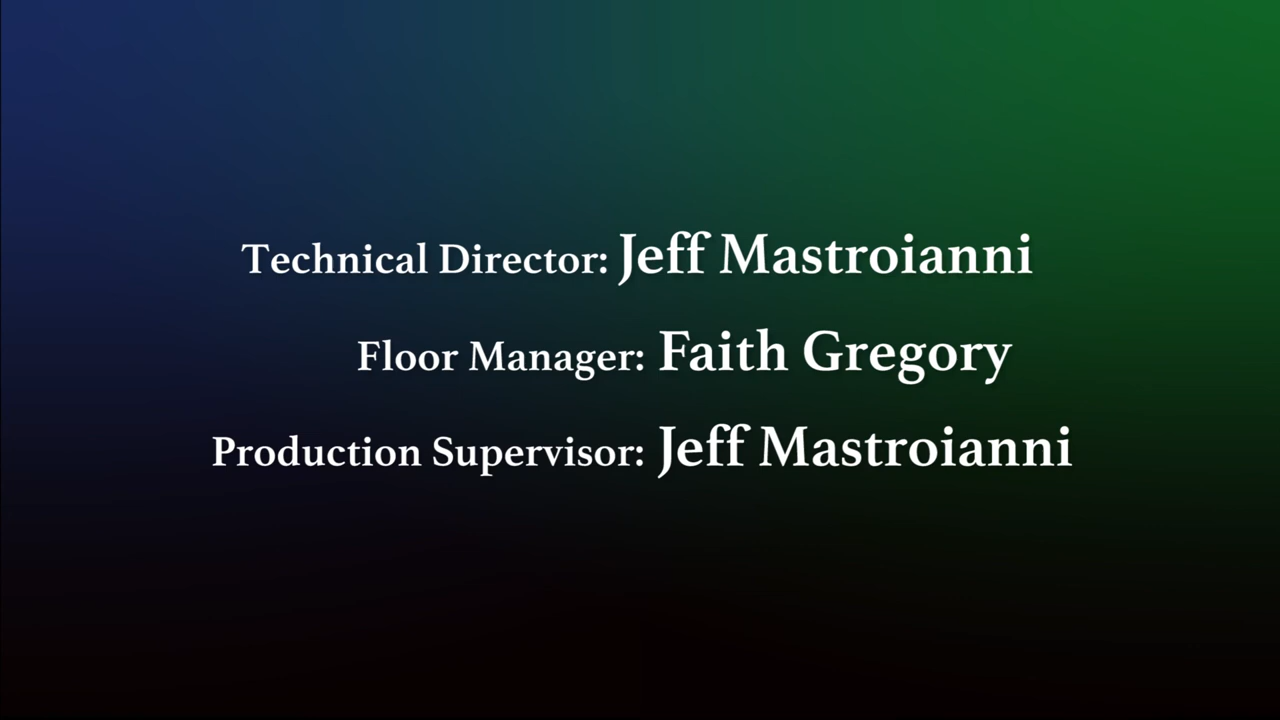 Technical Director: Jeff Mastroianni
Floor Manager: Faith Gregory
Production Supervisor: Jeff Mastroianni